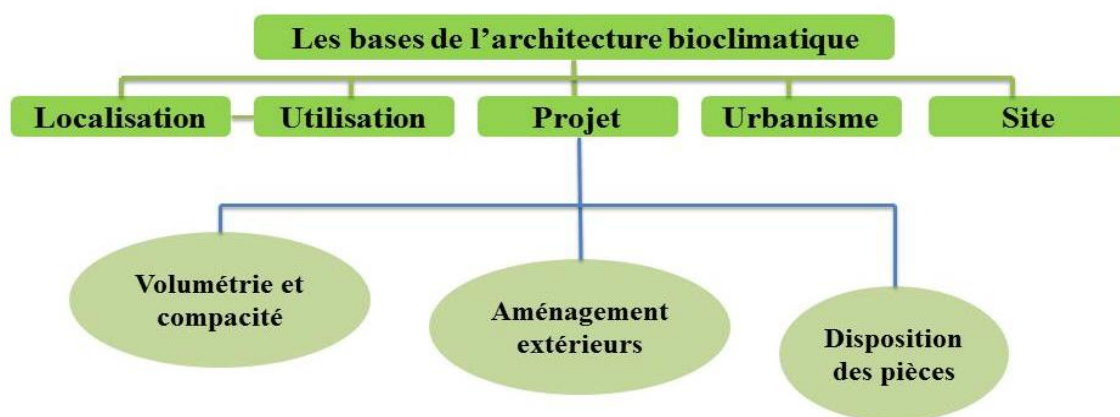 Les bases de l’architecture bioclimatique
Localisation
Utilisation
Projet
Urbanisme
Site
Volumétrie et
compacité
Aménagement
extérieurs
Disposition
des pièces